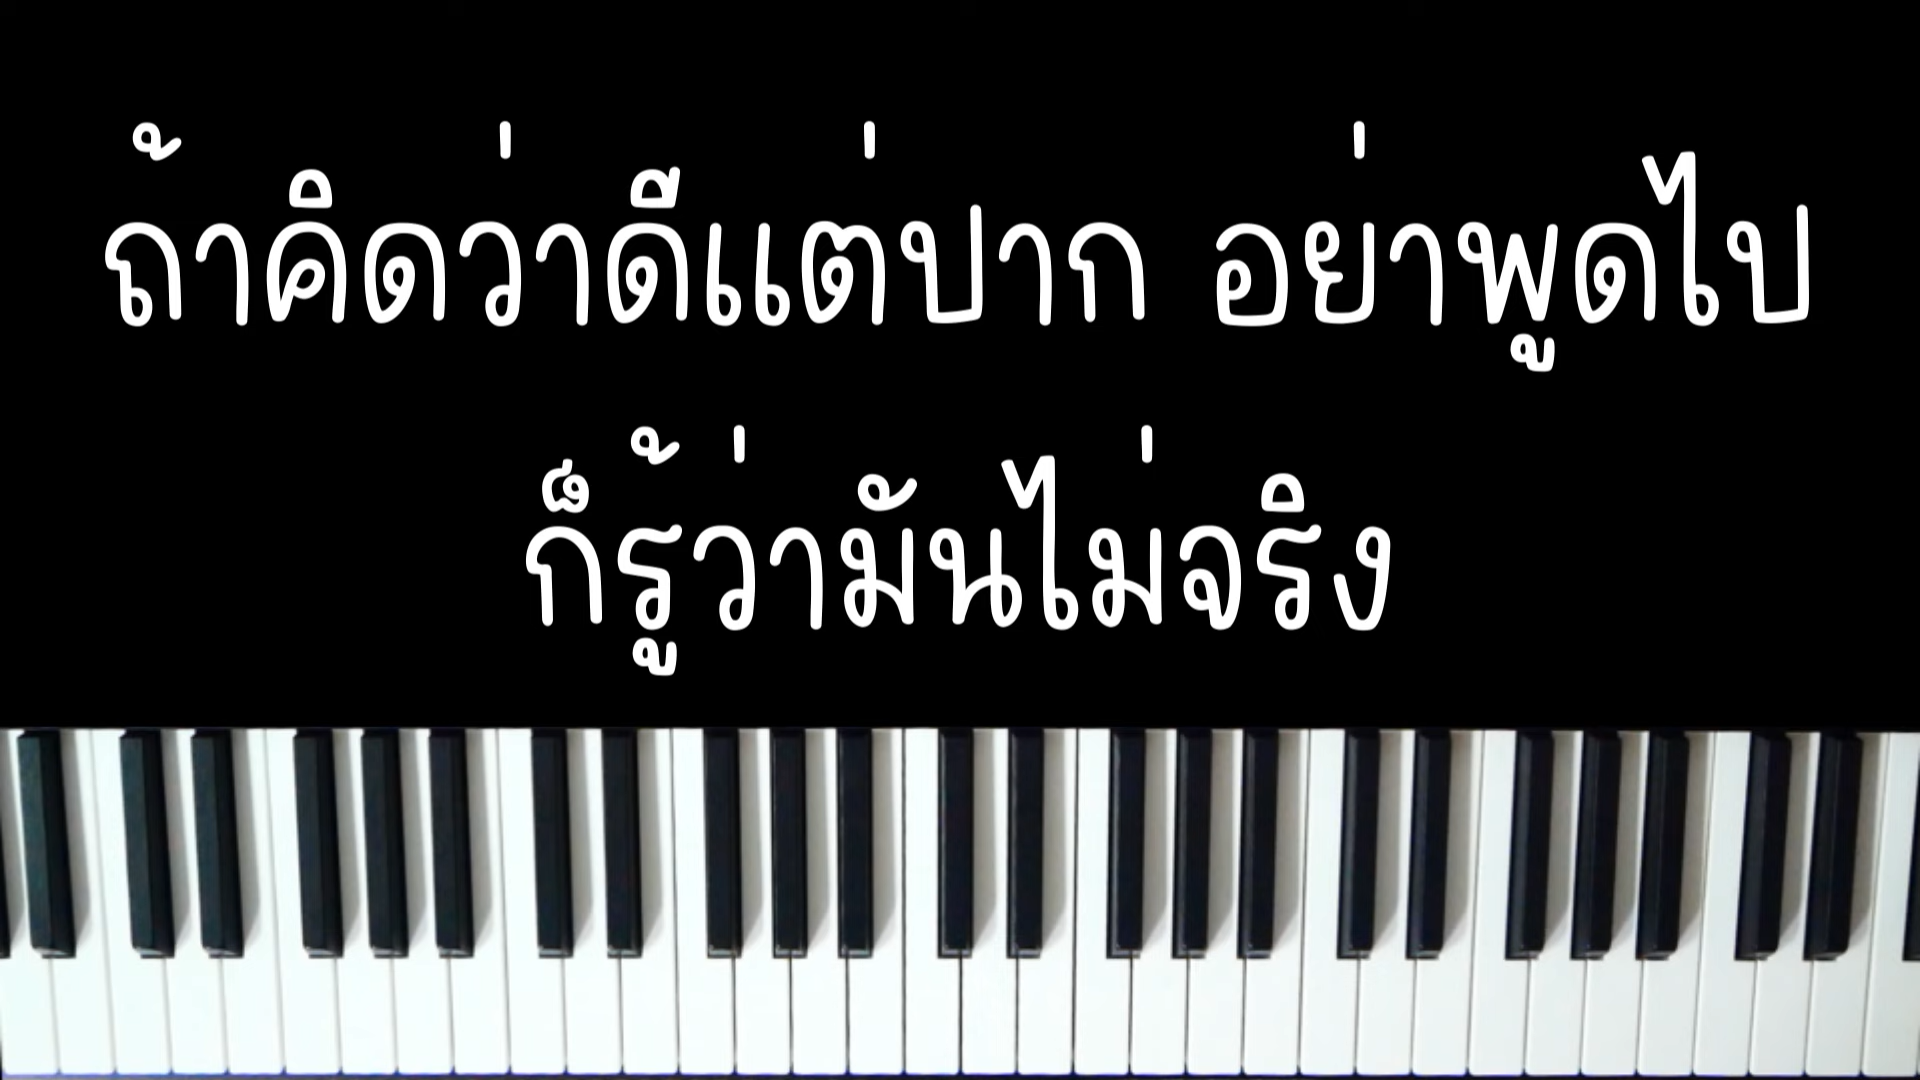 ถ้าคิดว่าดีแต่ปาก อย่าพูดไป
ก็รู้ว่ามันไม่จริง